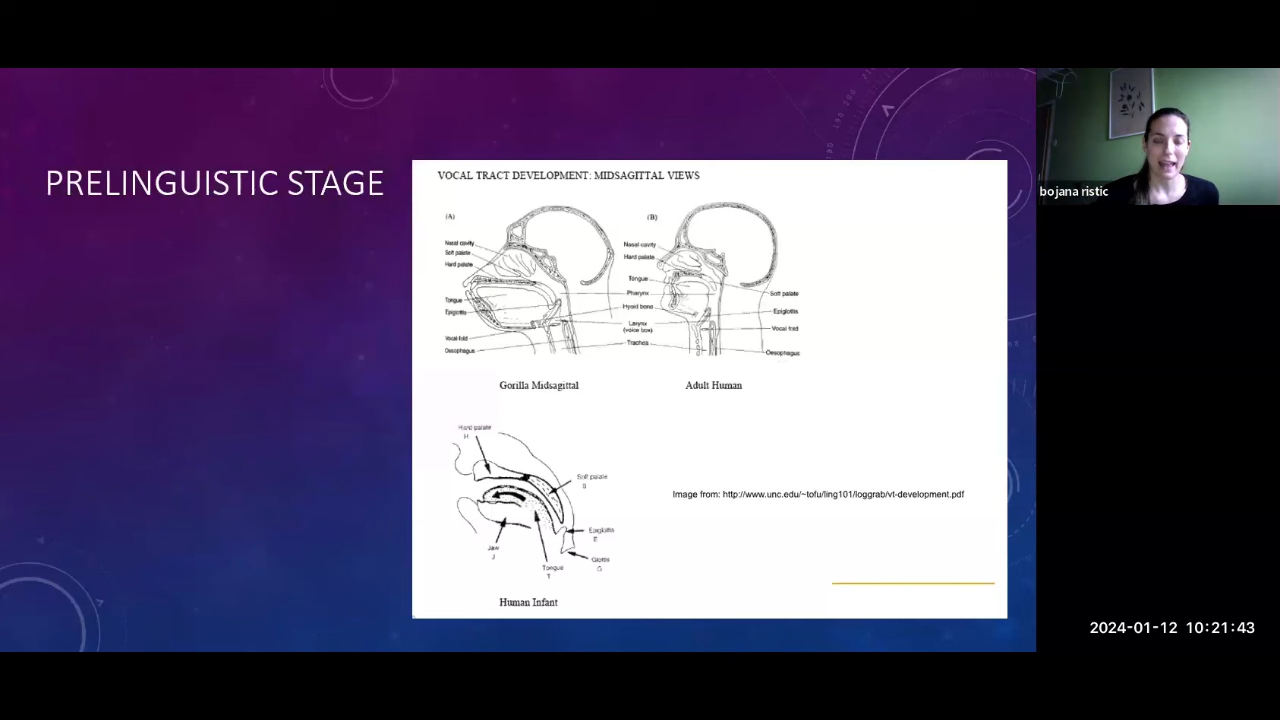 PRELINGUISTIC STAGE
VOCAL TRACT DEVELOPMENT: MIDSAGITTAL VIEWS
(A)
Nasal cavity
Soft palate
Hard palate
Tongue
Epiglottis
Vocal fold
Oesophagus
(B)
Nasal cavity
Hard palate
Tongue
Pharynx
Hyoid bone
Larynx
(voice box)
Trachea
Soft palate
Epiglottis
Vocal fold
Oesophagus
Gorilla Midsagittal
Adult Human
Hard palate
H
Soft palate
S
Epiglottis
E
Glottis
G
Jaw
J
Tongue
T
Human Infant
Image from: http://www.unc.edu/~tofu/ling101/loggrab/vt-development.pdf
bojana ristic
2024-01-12 10:21:43